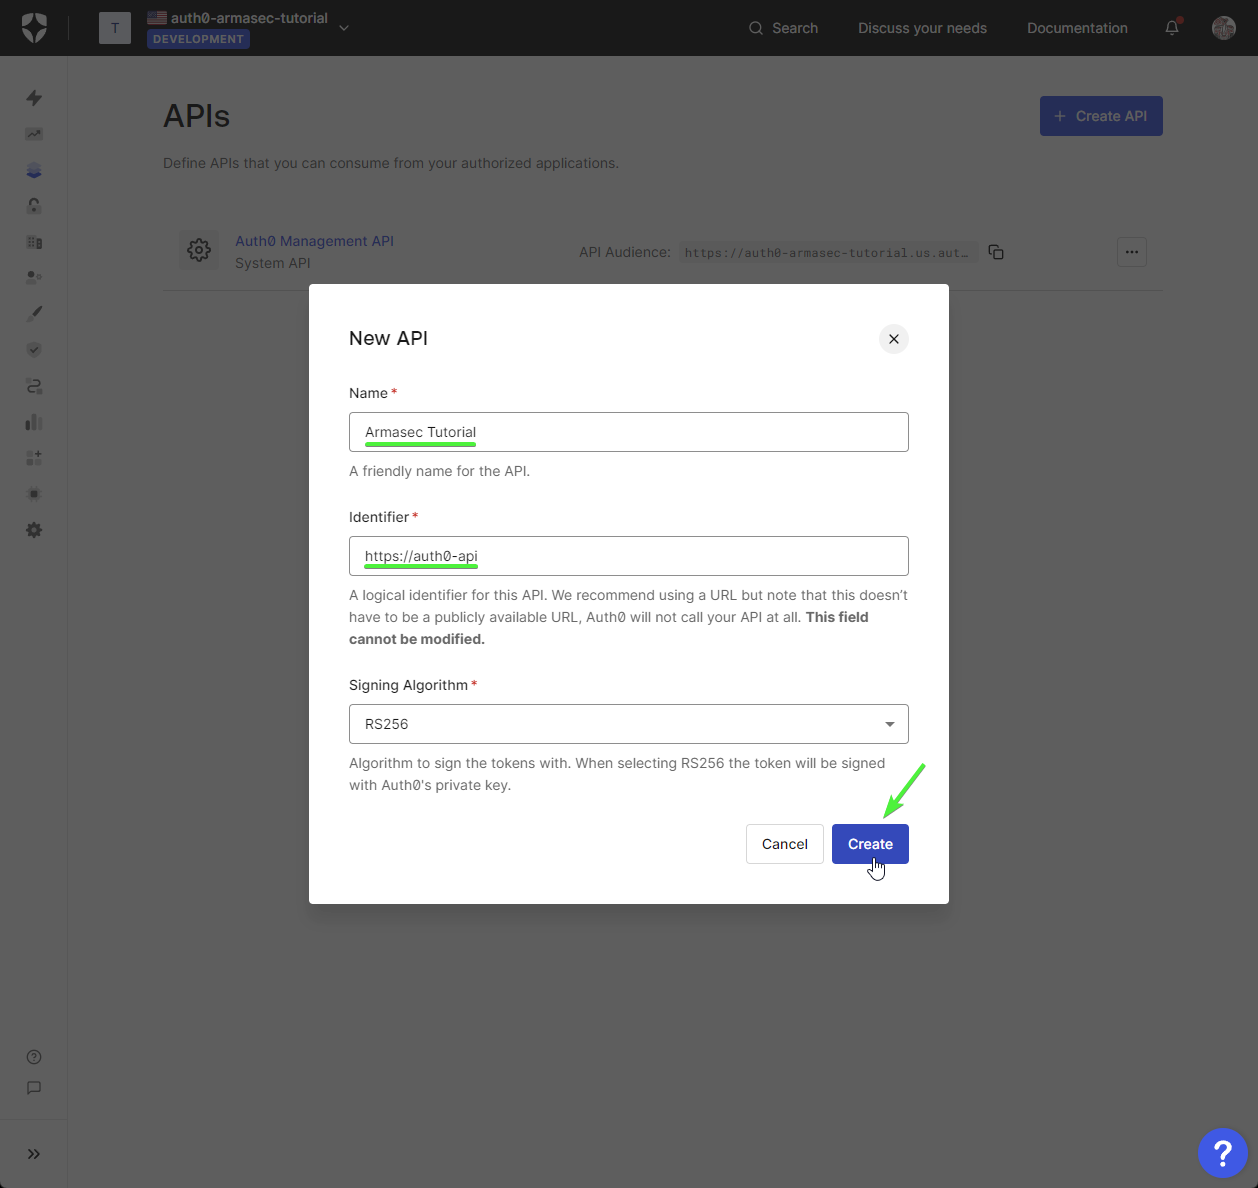 T
auth0-armasec-tutorial
DEVELOPMENT
Search
Discuss your needs
Documentation
APIs
+ Create API
Define APIs that you can consume from your authorized applications.
Auth0 Management API
System API
API Audience:
https://auth0-armasec-tutorial.us.aut…
New API
Name *
Armasec Tutorial
A friendly name for the API.
Identifier *
https://auth0-api
A logical identifier for this API. We recommend using a URL but note that this doesn’t
have to be a publicly available URL, Auth0 will not call your API at all. This field
cannot be modified.
Signing Algorithm *
RS256
Algorithm to sign the tokens with. When selecting RS256 the token will be signed
with Auth0's private key.
Cancel
Create
?